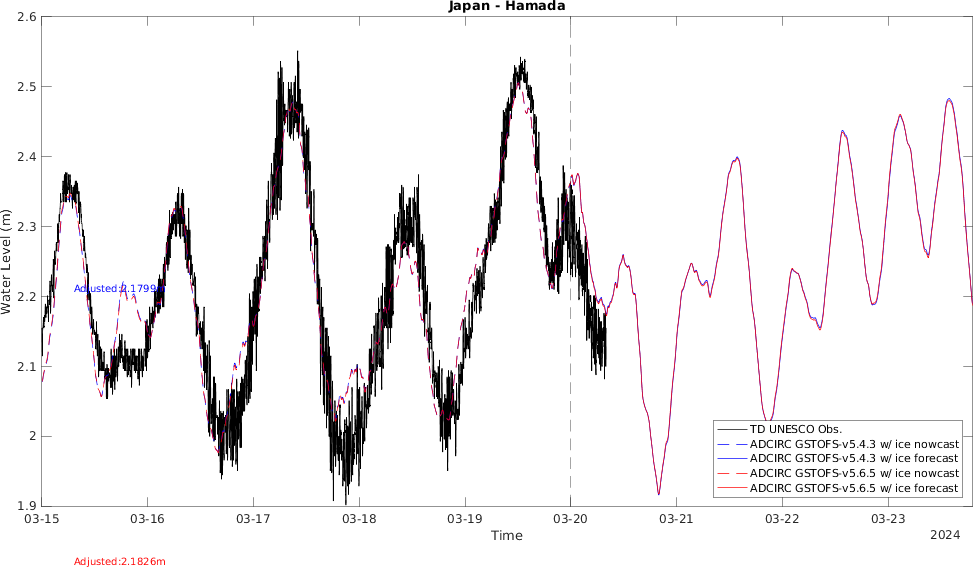 Japan - Hamada
2.6
2.5
2.4
2.3
2.2
2.1
2
1.9
Water Level (m)
Adjusted:2.1799m
TD UNESCO Obs.
ADCIRC GSTOFS-v5.4.3 w/ ice nowcast
ADCIRC GSTOFS-v5.4.3 w/ ice forecast
ADCIRC GSTOFS-v5.6.5 w/ ice nowcast
ADCIRC GSTOFS-v5.6.5 w/ ice forecast
03-15 03-16 03-17 03-18 03-19 03-20 03-21 03-22 03-23
Time
2024
Adjusted:2.1826m